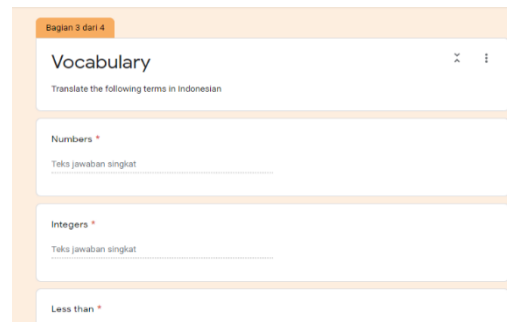 Bagian 3 dari 4
Vocabulary
Translate the following terms in Indonesian
Numbers *
Teks jawaban singkat
Integers *
Teks jawaban singkat
Less than *